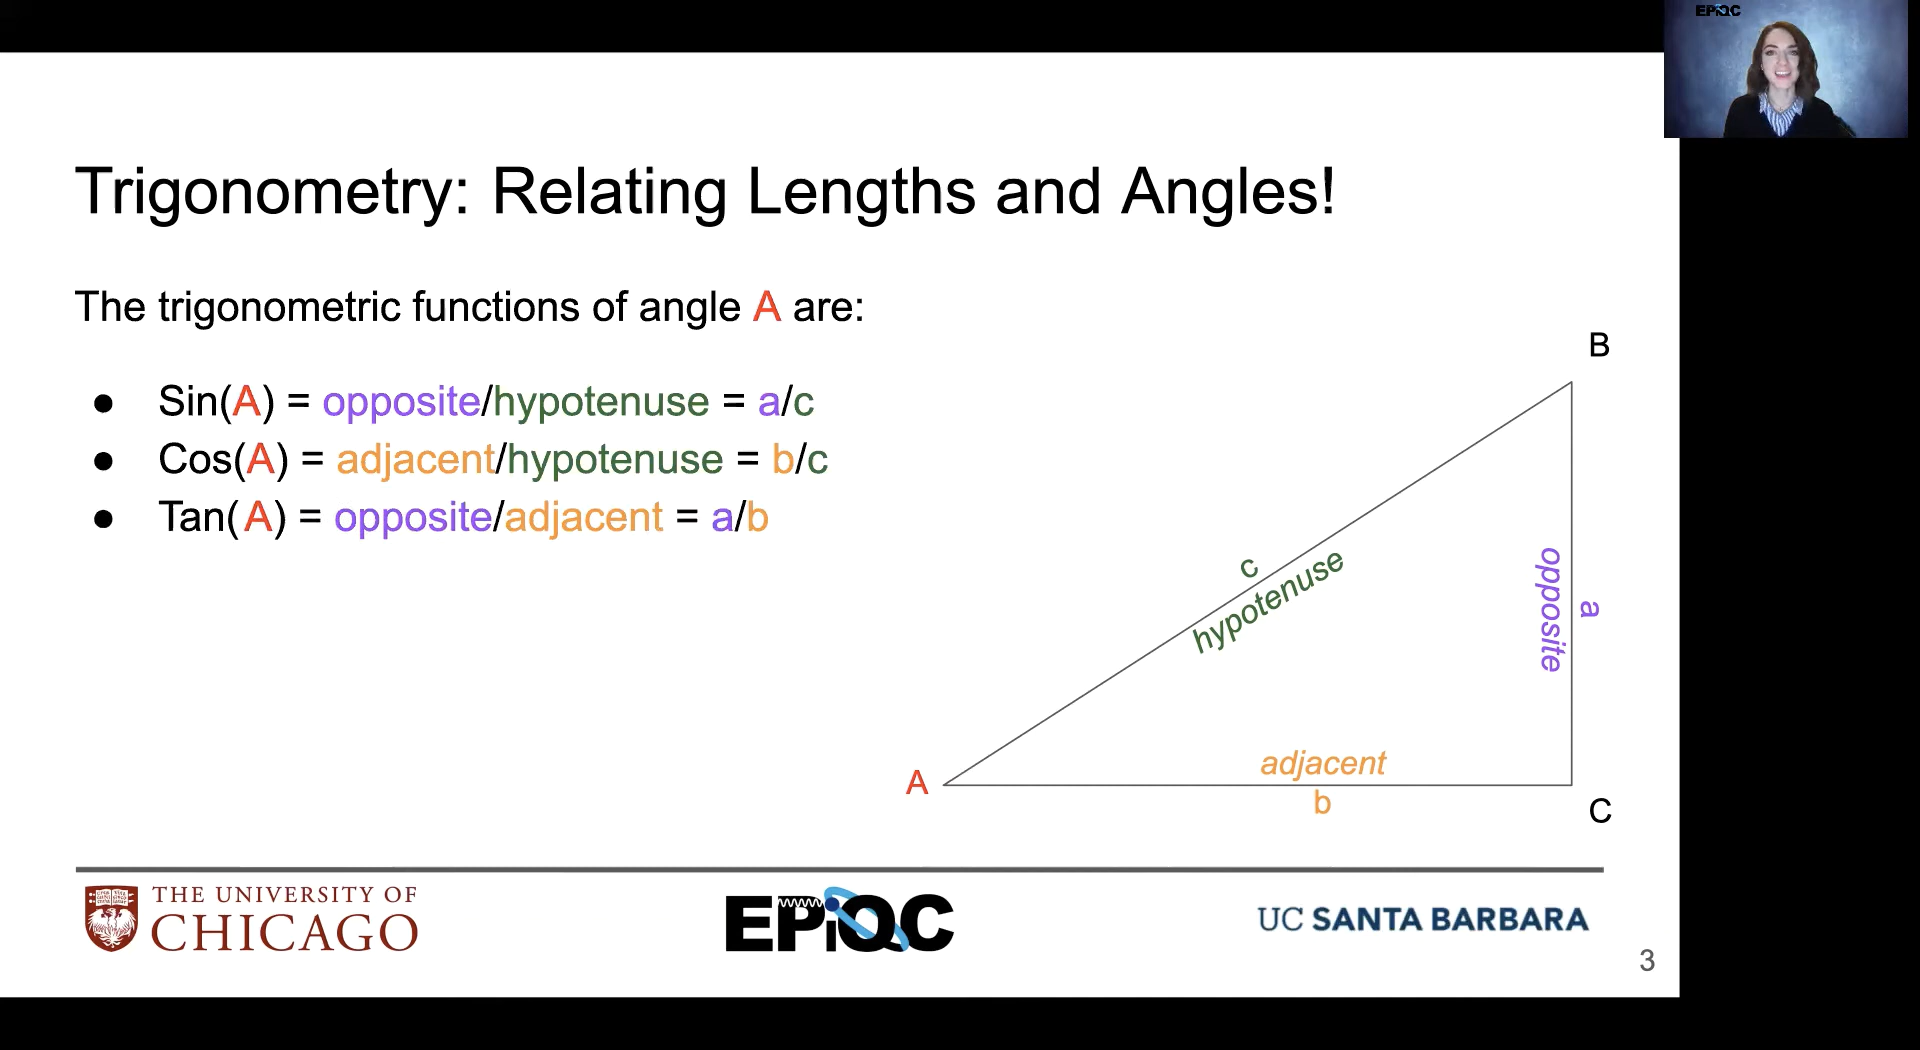 EPiQC
Trigonometry: Relating Lengths and Angles!
The trigonometric functions of angle A are:
● Sin(A) = opposite/hypotenuse = a/c
● Cos(A) = adjacent/hypotenuse = b/c
● Tan(A) = opposite/adjacent = a/b
B
c
hypotenuse
opposite
a
adjacent
A
b
C
THE UNIVERSITY OF
CHICAGO
EPiQC
UC SANTA BARBARA
3